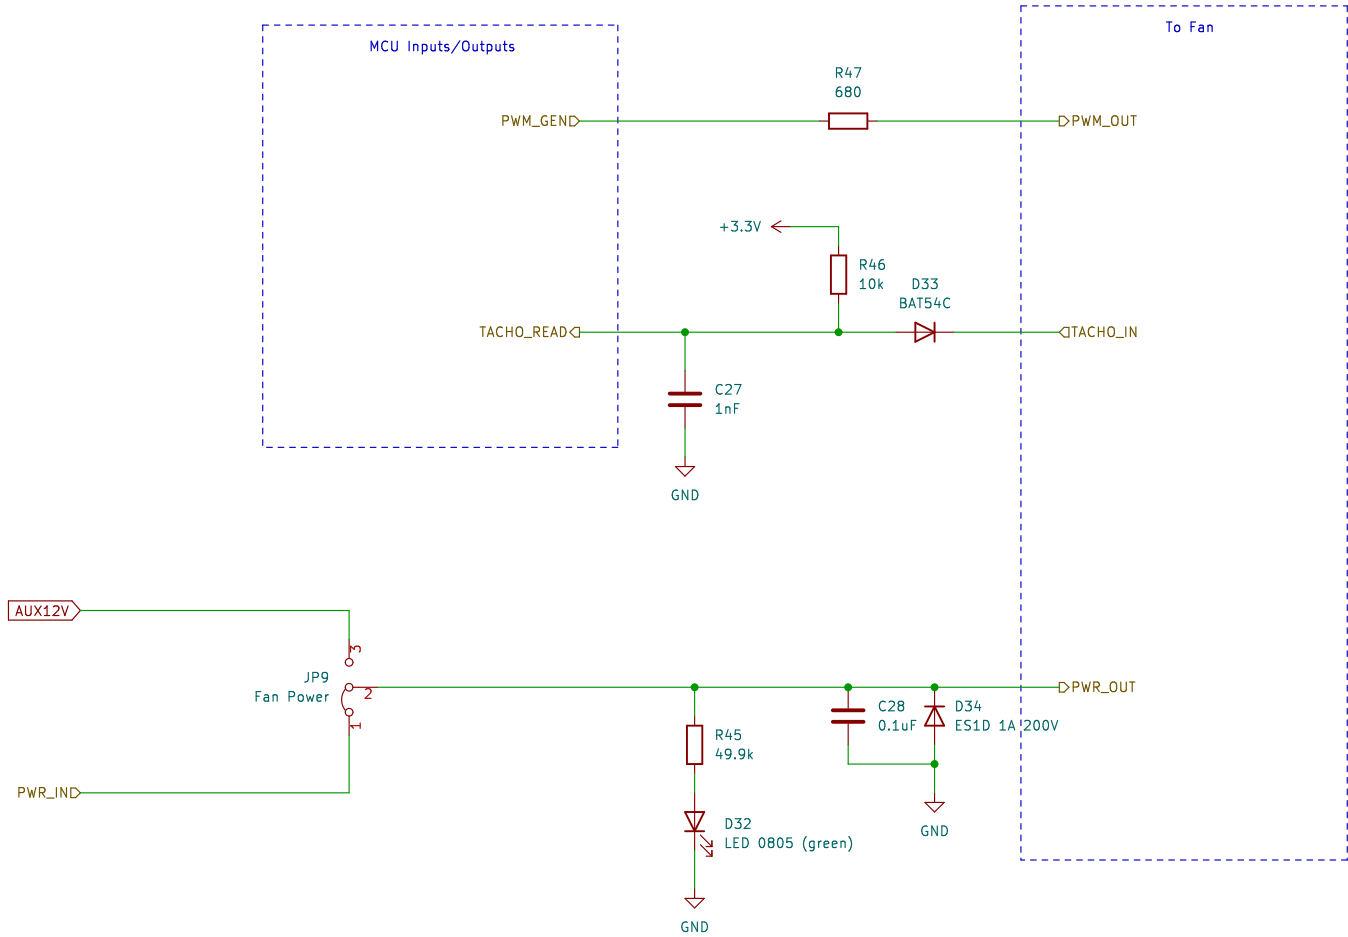 MCU Inputs/Outputs
To Fan
R47
680
PWM_GEN
PWM_OUT
+3.3V
R46
10k
D33
BAT54C
TACHO_READ
TACHO_IN
C27
1nF
GND
AUX12V
3
JP9
Fan Power
2
1
PWR_OUT
C28
0.1uF
D34
ES1D 1A 200V
R45
49.9k
PWR_IN
D32
LED 0805 (green)
GND
GND